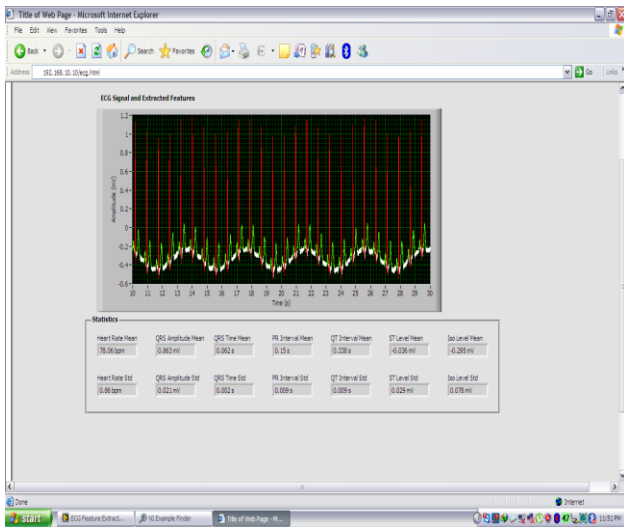 Title of Web Page - Microsoft Internet Explorer
File Edit View Favorites Tools Help
Back Search Favorites
Address 192.168.10.10/ecg.html Go Links
ECG Signal and Extracted Features
1.2
1
0.8
0.6
0.4
0.2
0
-0.2
-0.4
-0.6
Amplitude (mV)
10 11 12 13 14 15 16 17 18 19 20 21 22 23 24 25 26 27 28 29 30
Time (s)
Statistics
Heart Rate Mean QRS Amplitude Mean QRS Time Mean PR Interval Mean QT Interval Mean ST Level Mean Iso Level Mean
78.06 bpm 0.863 mV 0.062 s 0.15 s 0.338 s -0.036 mV -0.295 mV
Heart Rate Std QRS Amplitude Std QRS Time Std PR Interval Std QT Interval Std ST Level Std Iso Level Std
0.86 bpm 0.021 mV 0.002 s 0.009 s 0.009 s 0.029 mV 0.078 mV
Done Internet
start ECG Feature Extract... NI Example Finder Title of Web Page - M... 11:51 PM